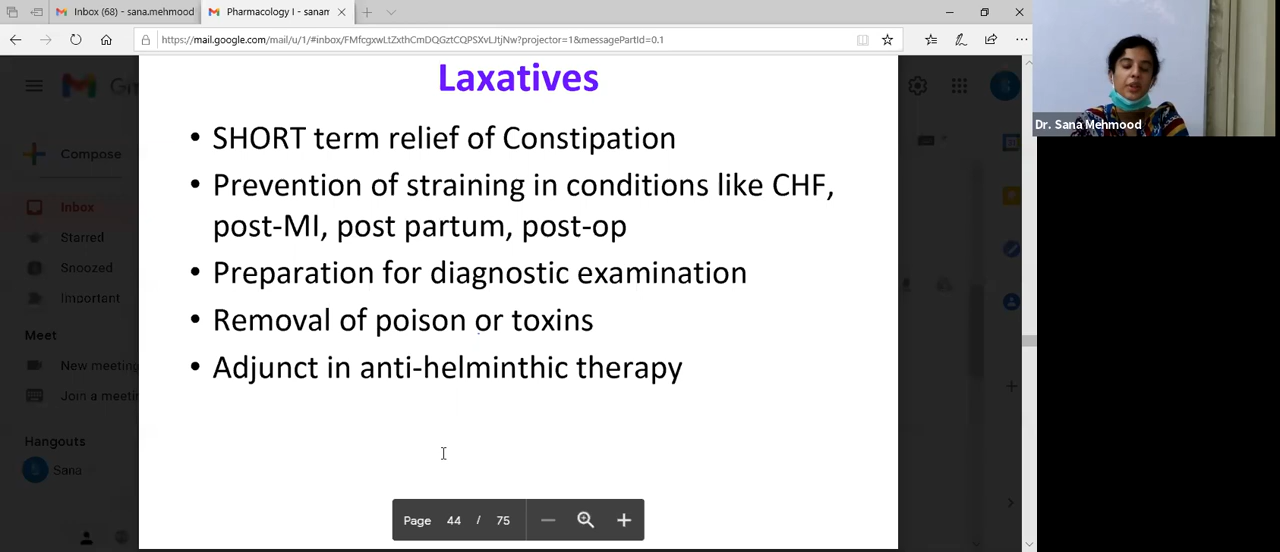 Inbox (68) - sana.mehmood
Pharmacology I - sanam
https://mail.google.com/mail/u/1/#inbox/FMfcgxwLtZxthCmDQGztCQPSXvLJtjNw?projector=1&messagePartId=0.1
Compose
Inbox
Starred
Snoozed
Important
Meet
New meeting
Join a meetin
Hangouts
Sana
Laxatives
• SHORT term relief of Constipation
• Prevention of straining in conditions like CHF,
post-MI, post partum, post-op
• Preparation for diagnostic examination
• Removal of poison or toxins
• Adjunct in anti-helminthic therapy
Page 44 / 75
Dr. Sana Mehmood